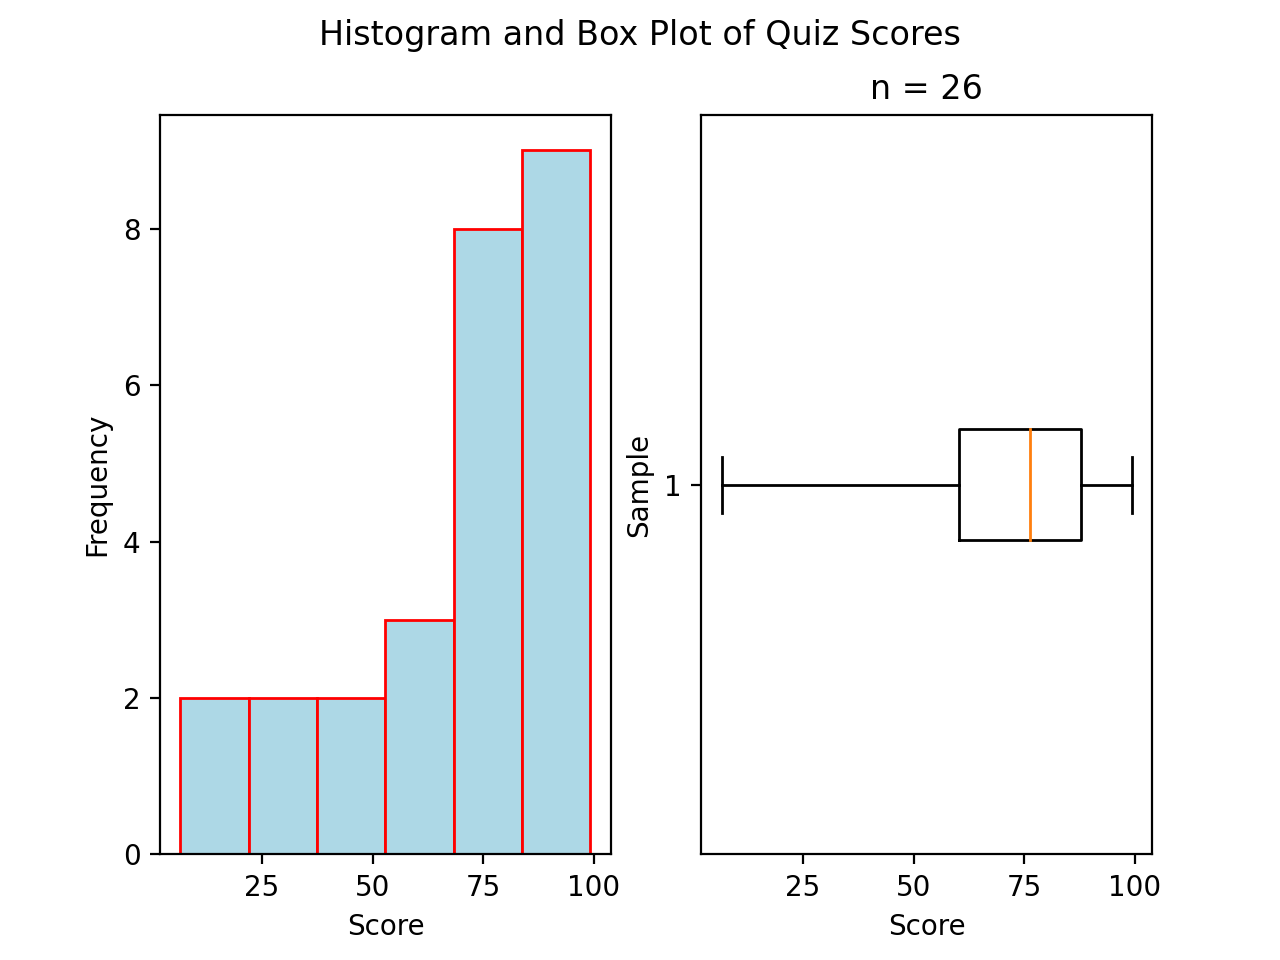 Histogram and Box Plot of Quiz Scores
8
6
4
2
0
Frequency
25 50 75 100
Score
n = 26
Sample
1
25 50 75 100
Score